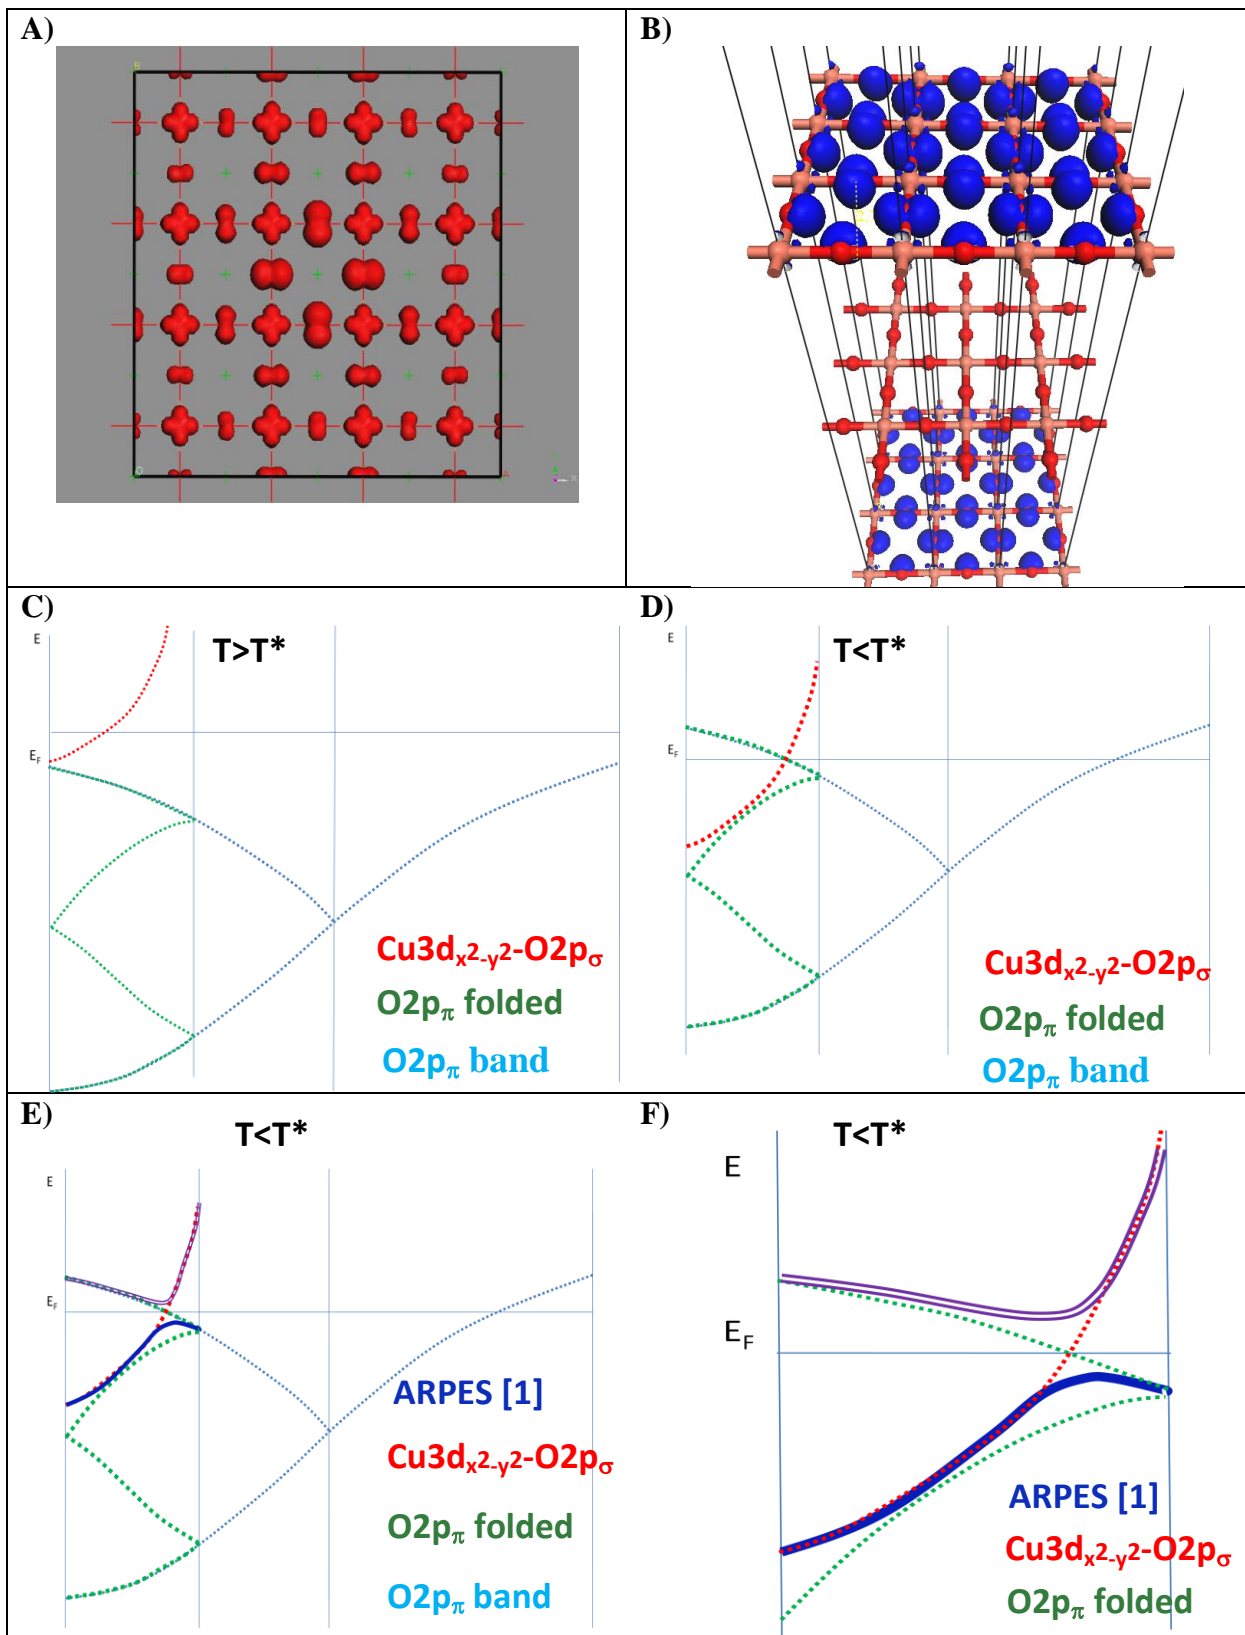 A)
B
O
A
X
B)
C)
E
T>T*
E_F
Cu3d_x2-y2-O2p_σ
O2p_π folded
O2p_π band
D)
E
T<T*
E_F
Cu3d_x2-y2-O2p_σ
O2p_π folded
O2p_π band
E)
T<T*
E
E_F
ARPES [1]
Cu3d_x2-y2-O2p_σ
O2p_π folded
O2p_π band
F)
T<T*
E
E_F
ARPES [1]
Cu3d_x2-y2-O2p_σ
O2p_π folded